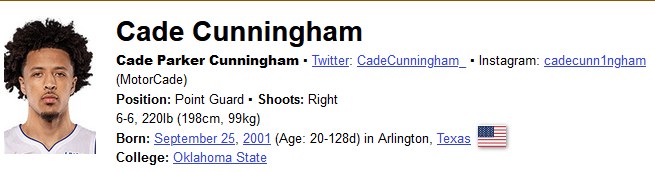 Cade Cunningham
Cade Parker Cunningham ▪ Twitter: CadeCunningham_ ▪ Instagram: cadecunn1ngham
(MotorCade)
Position: Point Guard ▪ Shoots: Right
6-6, 220lb (198cm, 99kg)
Born: September 25, 2001 (Age: 20-128d) in Arlington, Texas
College: Oklahoma State